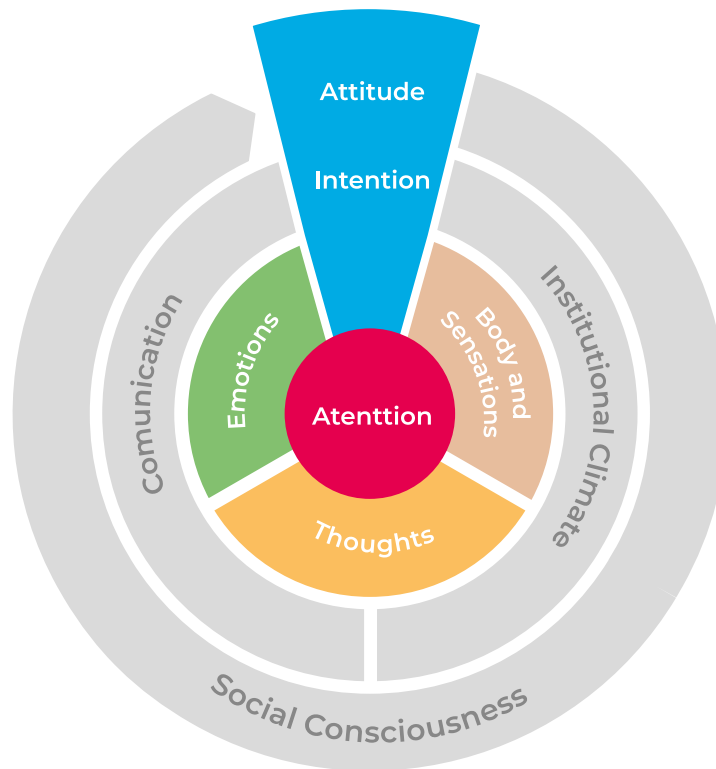 Attitude
Intention
Emotions
Body and
Sensations
Atenttion
Thoughts
Comunication
Institutional Climate
Social Consciousness